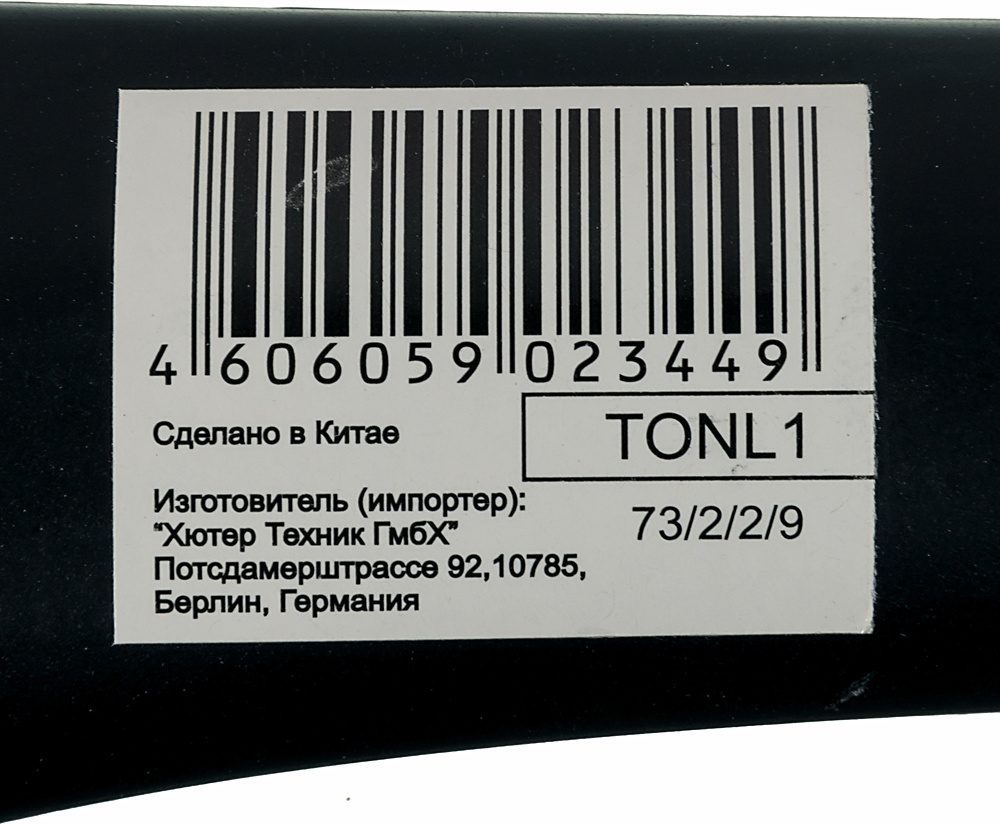 4 606059 023449
Сделано в Китае
TONL1
Изготовитель (импортер):
"Хютер Техник ГмбХ"
73/2/2/9
Потсдамерштрассе 92,10785,
Берлин, Германия